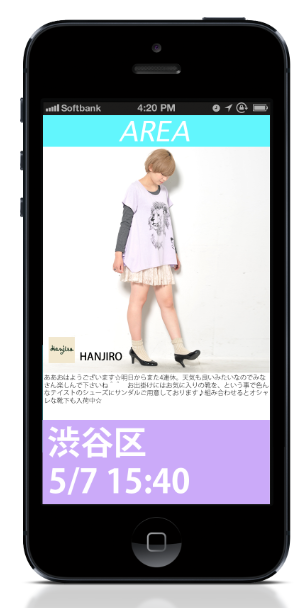 Softbank 4:20 PM
AREA
Hanjiro
HANJIRO
ああおはようございます☆明日からまた4連休。天気も良いみたいなのでみな
さん楽しんで下さいね お出掛けにはお気に入りの靴を、という事で色ん
なテイストのシューズにサンダルご用意しております♪組み合わせるとオシャ
レな靴下も入荷中☆
渋谷区
5/7 15:40